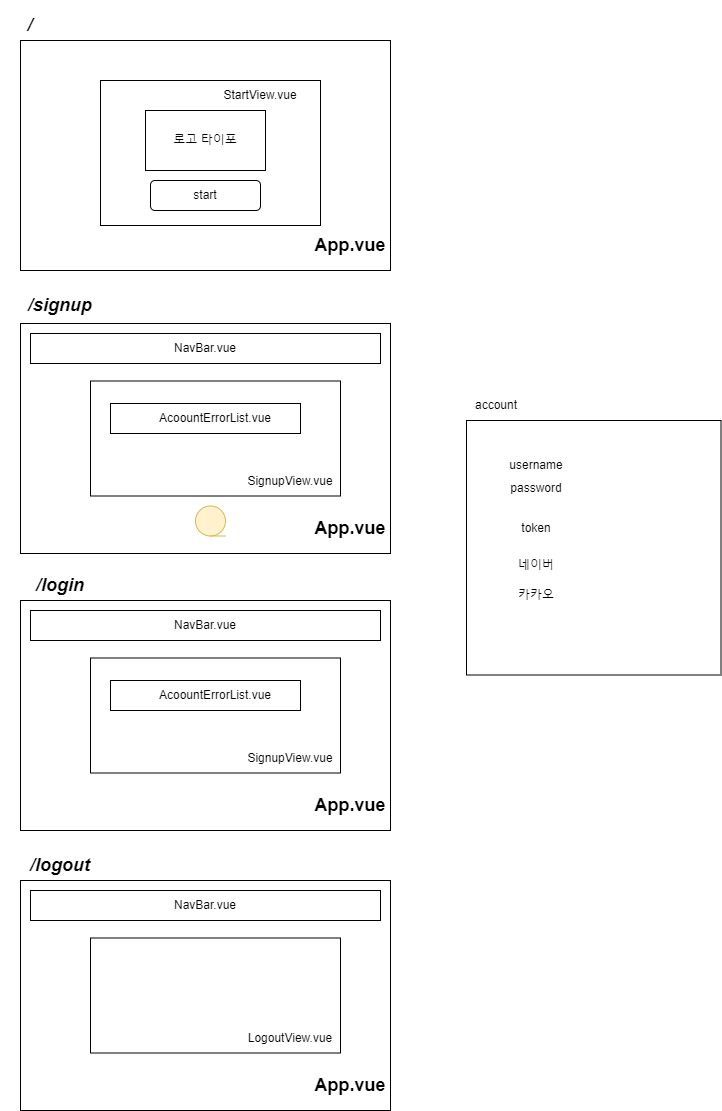 /
StartView.vue
로고 타이포
start
App.vue
/signup
NavBar.vue
AcoountErrorList.vue
SignupView.vue
App.vue
/login
NavBar.vue
AcoountErrorList.vue
SignupView.vue
App.vue
/logout
NavBar.vue
LogoutView.vue
App.vue
account
username
password
token
네이버
카카오